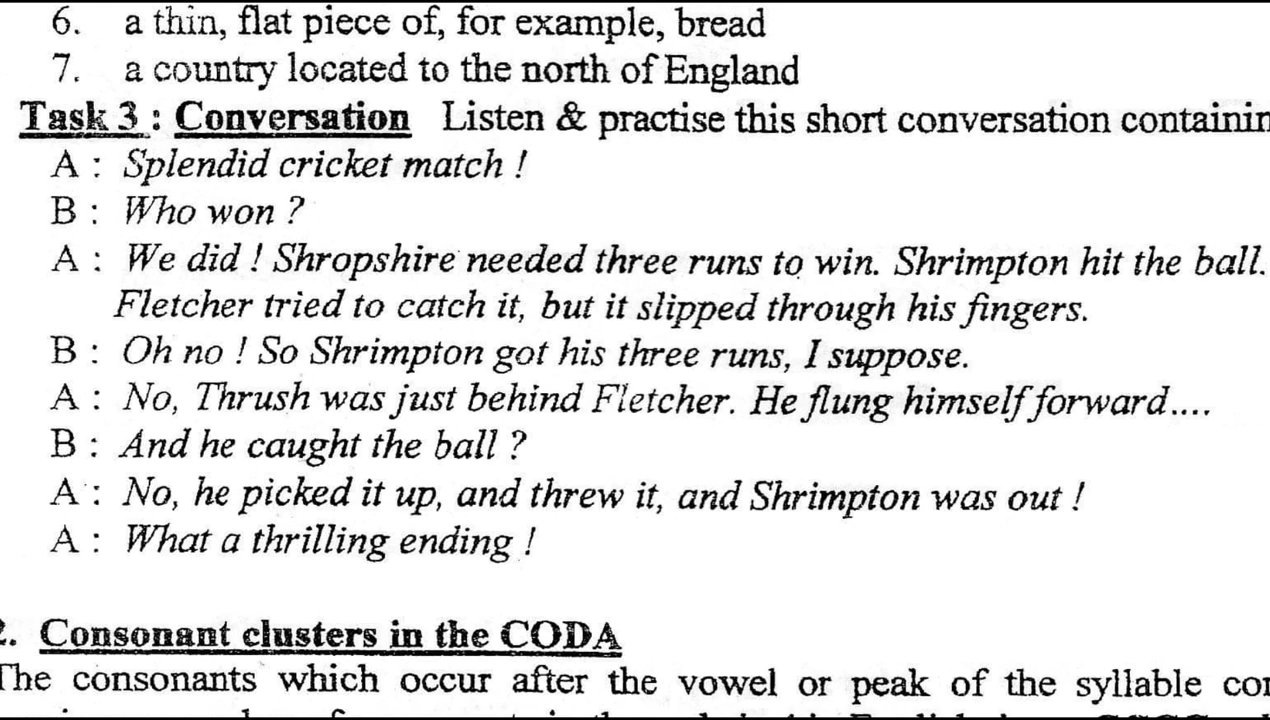 6. a thin, flat piece of, for example, bread
7. a country located to the north of England
Task 3 : Conversation Listen & practise this short conversation
A : Splendid cricket match !
B : Who won ?
A : We did ! Shropshire needed three runs to win. Shrimpton hit the ball.
Fletcher tried to catch it, but it slipped through his fingers.
B : Oh no ! So Shrimpton got his three runs, I suppose.
A : No, Thrush was just behind Fletcher. He flung himself forward....
B : And he caught the ball ?
A : No, he picked it up, and threw it, and Shrimpton was out !
A : What a thrilling ending !
2. Consonant clusters in the CODA
The consonants which occur after the vowel or peak of the syllable